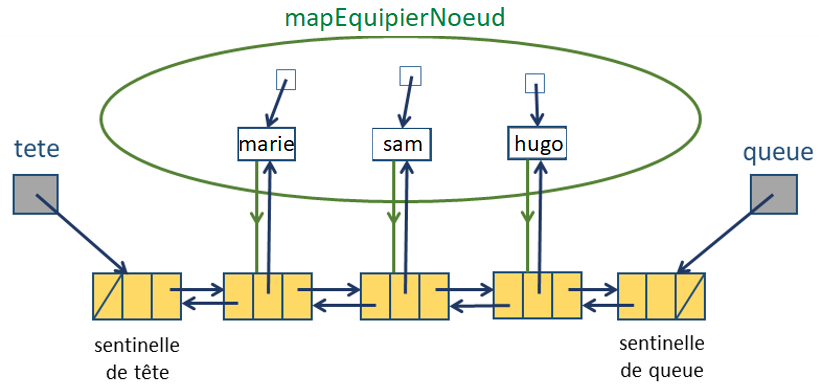 mapEquipierNoeud
marie
sam
hugo
tete
queue
sentinelle
de tête
sentinelle
de queue